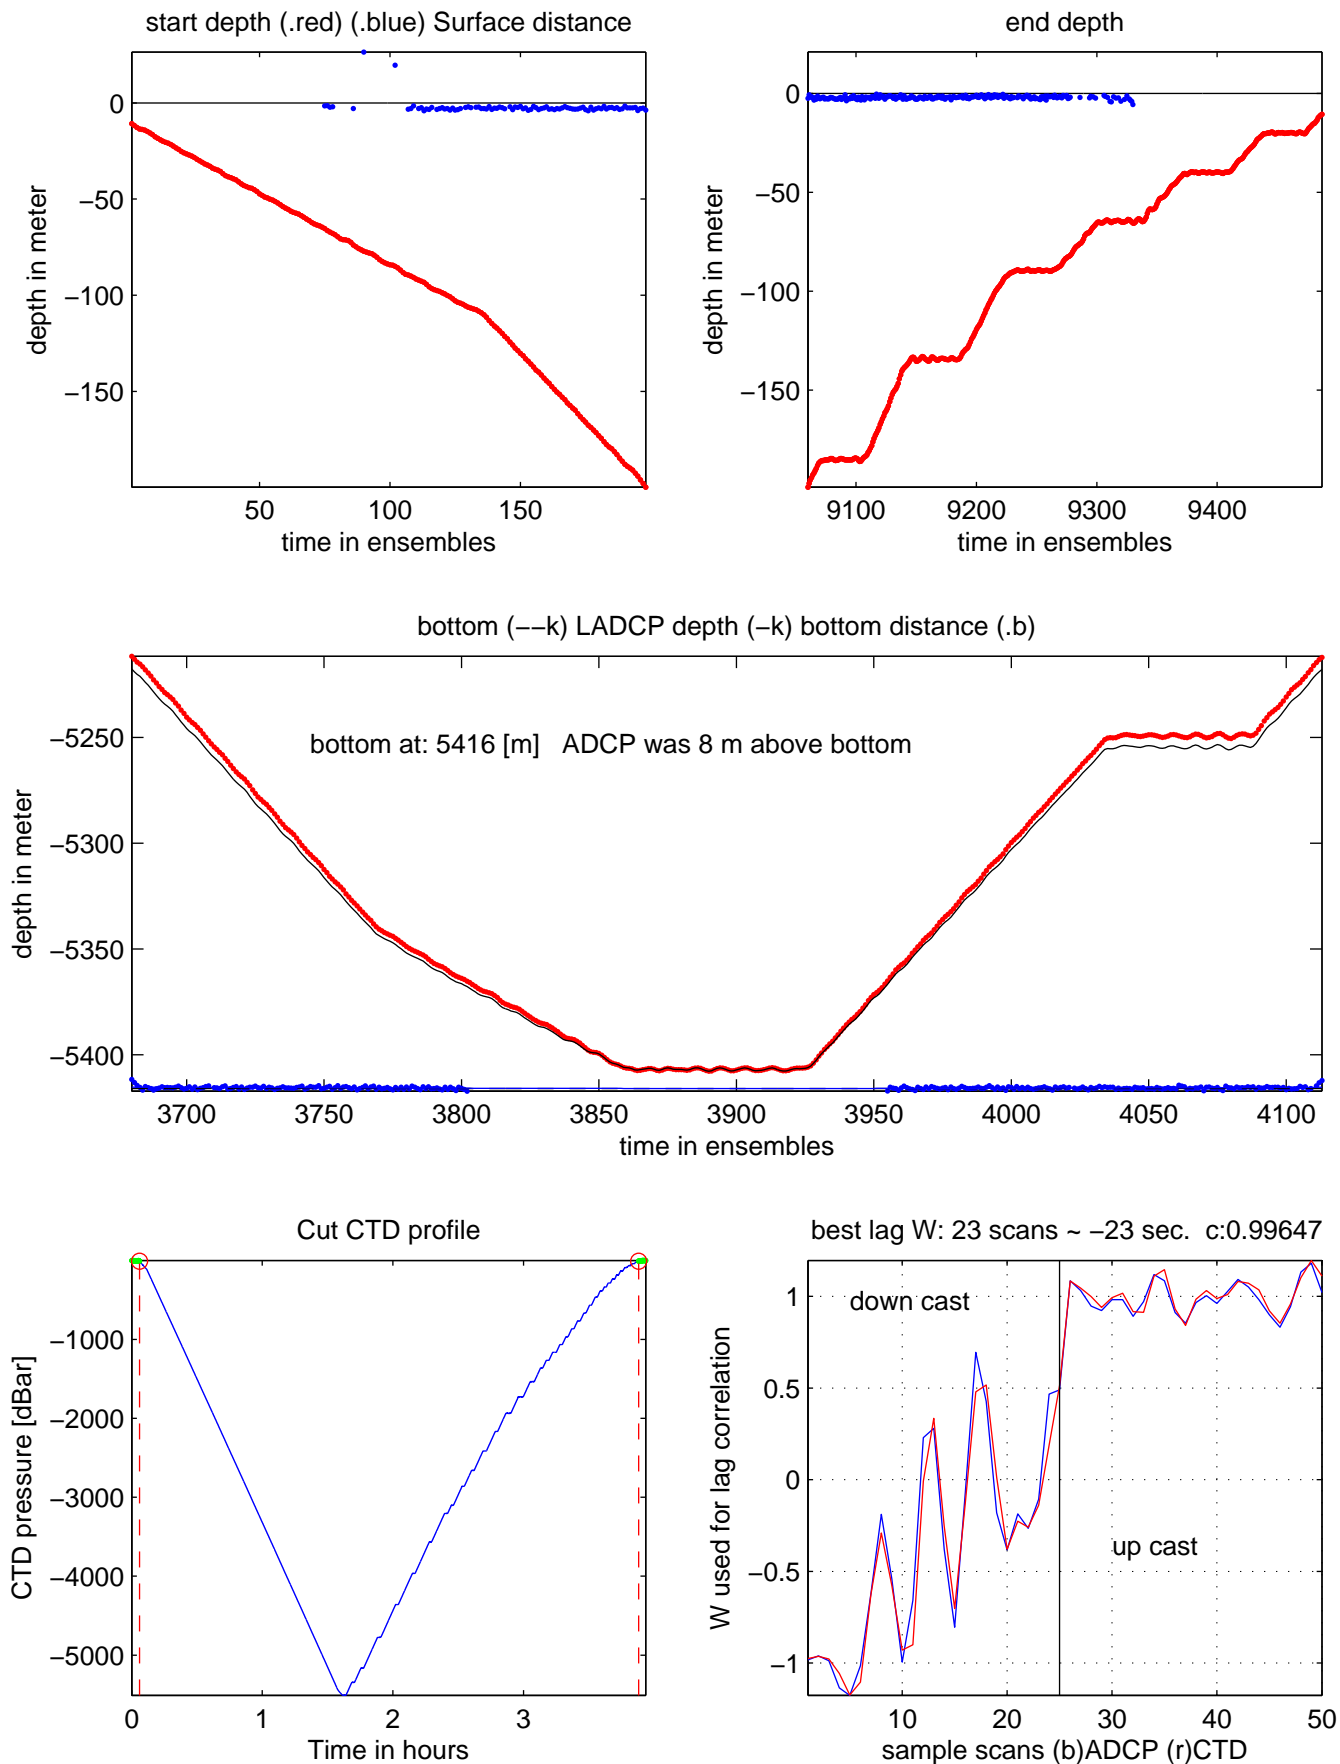 start depth (.red) (.blue) Surface distance
0
−50
−100
−150
depth in meter
50 100 150
time in ensembles
end depth
0
−50
−100
−150
depth in meter
9100 9200 9300 9400
time in ensembles
bottom (−−k) LADCP depth (−k) bottom distance (.b)
bottom at: 5416 [m] ADCP was 8 m above bottom
−5250
−5300
−5350
−5400
depth in meter
3700 3750 3800 3850 3900 3950 4000 4050 4100
time in ensembles
Cut CTD profile
−1000
−2000
−3000
−4000
−5000
CTD pressure [dBar]
0 1 2 3
Time in hours
best lag W: 23 scans ~ −23 sec. c:0.99647
down cast
up cast
1
0.5
0
−0.5
−1
W used for lag correlation
10 20 30 40 50
sample scans (b)ADCP (r)CTD